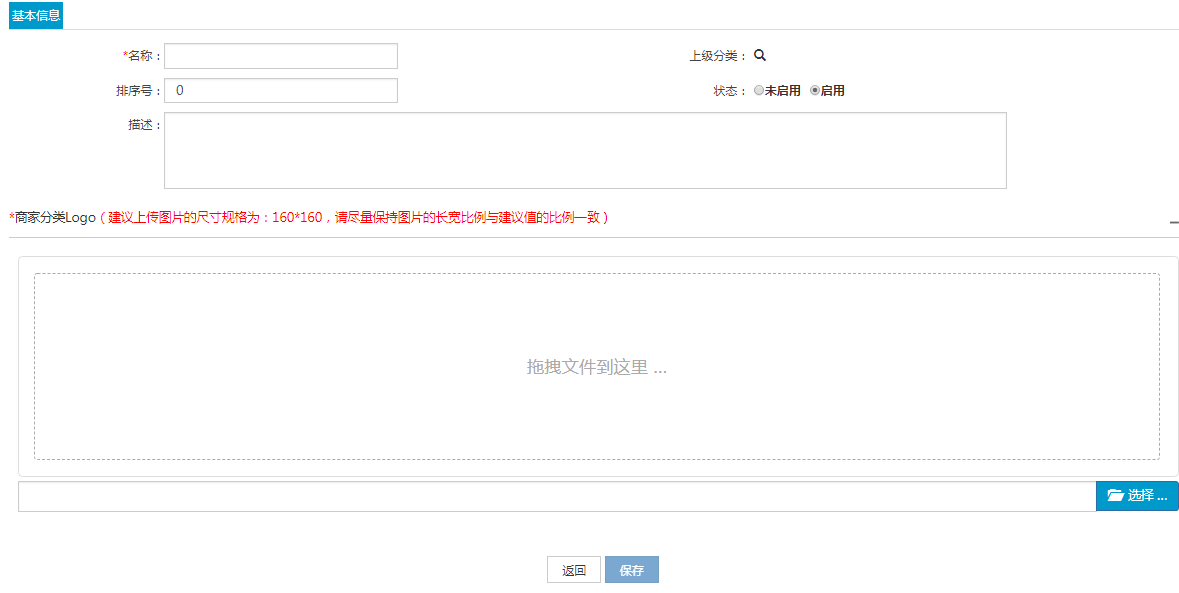 基本信息
*名称：
上级分类：
排序号： 0
状态： 未启用 启用
描述：
*商家分类Logo（建议上传图片的尺寸规格为：160*160，请尽量保持图片的长宽比例与建议值的比例一致）
拖拽文件到这里 ...
选择 ...
返回 保存